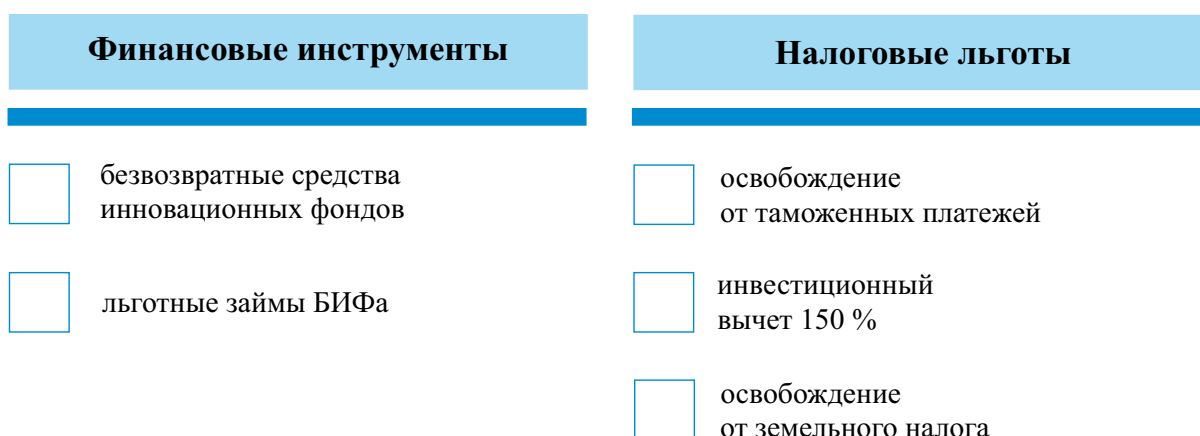 Финансовые инструменты
безвозвратные средства
инновационных фондов
льготные займы БИФа
Налоговые льготы
освобождение
от таможенных платежей
инвестиционный
вычет 150 %
освобождение
от земельного налога